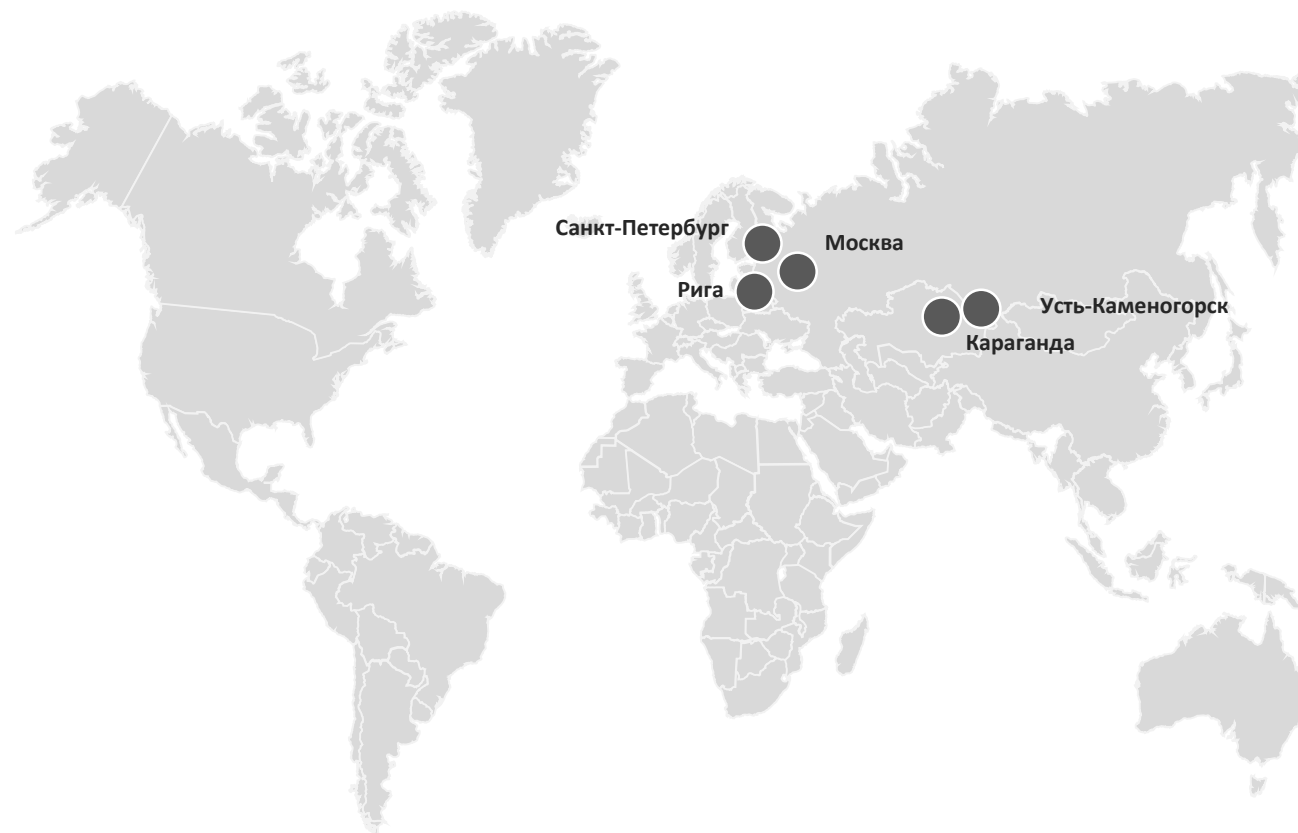 Санкт-Петербург
Москва
Рига
Усть-Каменогорск
Караганда